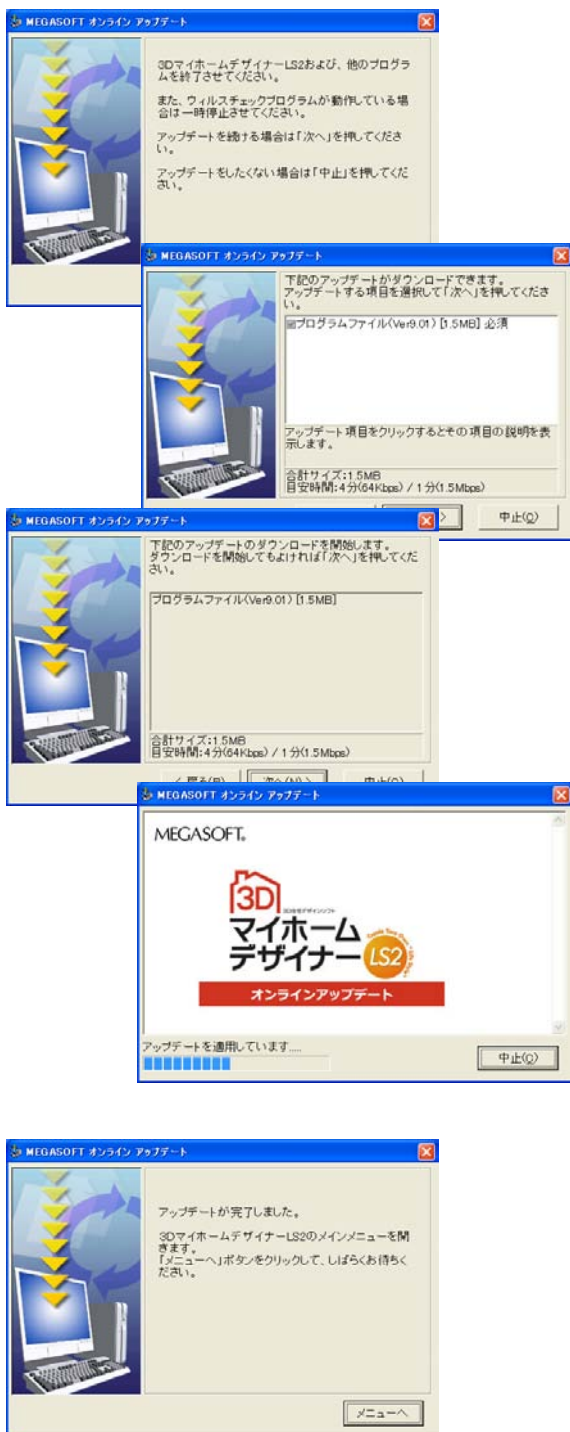 MEGASOFT オンライン アップデート
3DマイホームデザイナーLS2および、他のプログラ
ムを終了させてください。
また、ウィルスチェックプログラムが動作している場
合は一時停止させてください。
アップデートを続ける場合は「次へ」を押してくださ
い。
アップデートをしたくない場合は「中止」を押してくだ
さい。
MEGASOFT オンライン アップデート
下記のアップデートがダウンロードできます。
アップデートする項目を選択して「次へ」を押してくださ
い。
プログラムファイル(Ver9.01) [1.5MB] 必須
アップデート項目をクリックするとその項目の説明を表
示します。
合計サイズ:1.5MB
目安時間:4分(64Kbps) / 1分(1.5Mbps)
>
中止(C)
MEGASOFT オンライン アップデート
下記のアップデートのダウンロードを開始します。
ダウンロードを開始してもよければ「次へ」を押してくだ
さい。
プログラムファイル(Ver9.01) [1.5MB]
合計サイズ:1.5MB
目安時間:4分(64Kbps) / 1分(1.5Mbps)
< 戻る(B) 次へ(N) > 中止(C)
MEGASOFT オンライン アップデート
MEGASOFT.
3D
マイホーム
デザイナー LS2
オンラインアップデート
アップデートを適用しています....
中止(C)
MEGASOFT オンライン アップデート
アップデートが完了しました。
3DマイホームデザイナーLS2のメインメニューを開
きます。
「メニューへ」ボタンをクリックして、しばらくお待ちく
ださい。
メニューへ